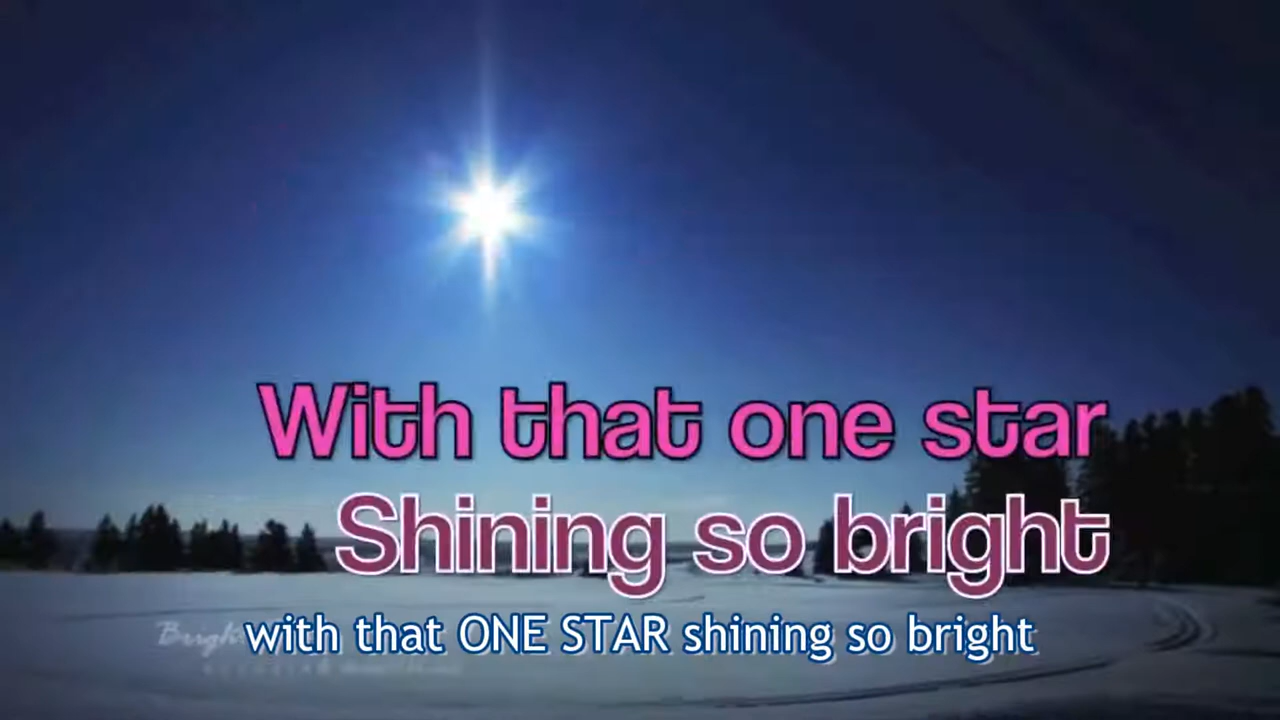 With that one star
Shining so bright
with that ONE STAR shining so bright